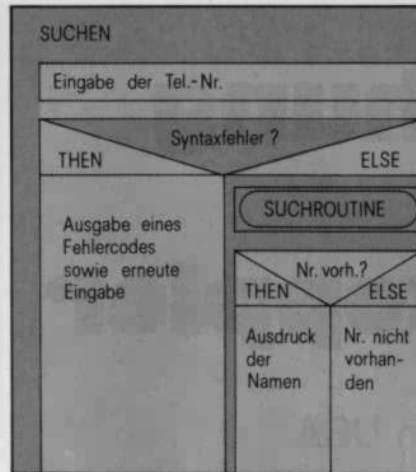 SUCHEN
Eingabe der Tel.-Nr.
Syntaxfehler ?
THEN
ELSE
Ausgabe eines
Fehlercodes
sowie erneute
Eingabe
SUCHROUTINE
Nr. vorh.?
THEN
ELSE
Ausdruck
der
Namen
Nr. nicht
vorhan-
den